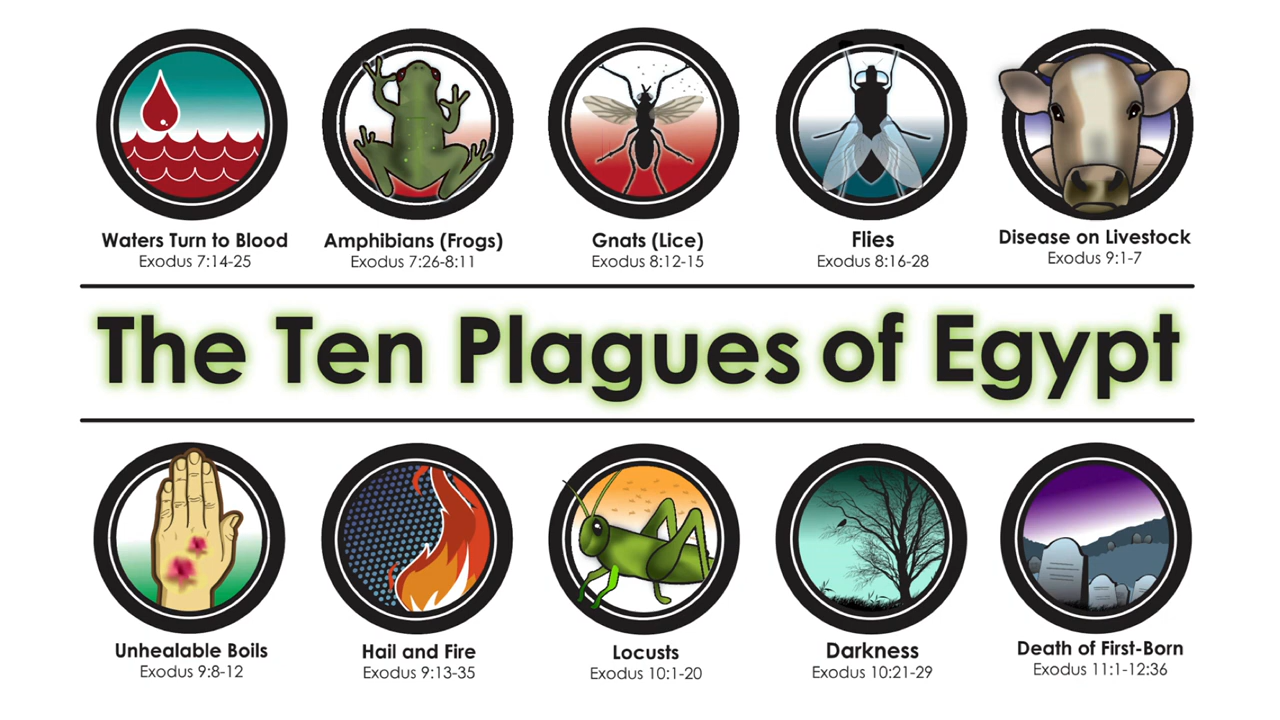 Waters Turn to Blood
Exodus 7:14-25
Amphibians (Frogs)
Exodus 7:26-8:11
Gnats (Lice)
Exodus 8:12-15
Flies
Exodus 8:16-28
Disease on Livestock
Exodus 9:1-7
The Ten Plagues of Egypt
Unhealable Boils
Exodus 9:8-12
Hail and Fire
Exodus 9:13-35
Locusts
Exodus 10:1-20
Darkness
Exodus 10:21-29
Death of First-Born
Exodus 11:1-12:36